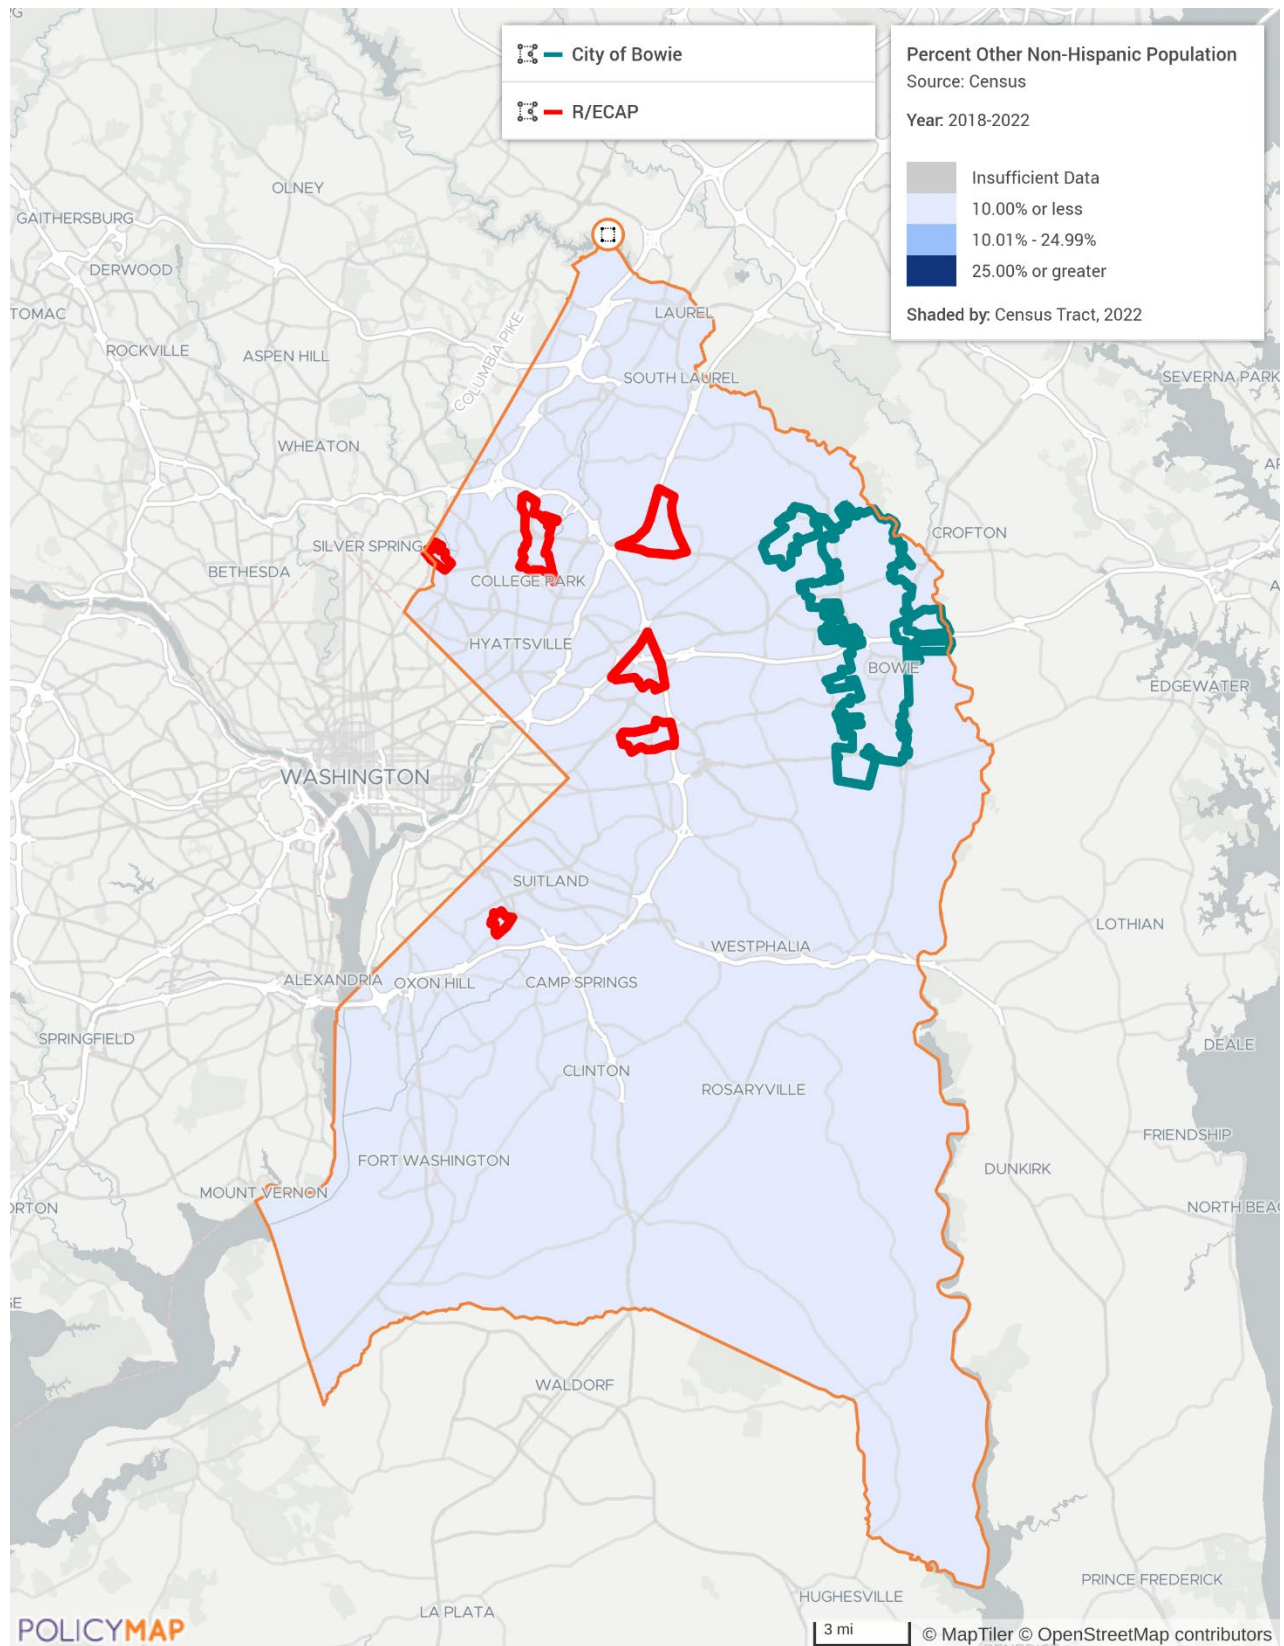 City of Bowie
R/ECAP
Percent Other Non-Hispanic Population
Source: Census
Year: 2018-2022
Insufficient Data
10.00% or less
10.01% - 24.99%
25.00% or greater
Shaded by: Census Tract, 2022
OLNEY
GAITHERSBURG
DERWOOD
TOMAC
LAUREL
COLUMBIA PIKE
ROCKVILLE
ASPEN HILL
SOUTH LAUREL
SEVERNA PARK
WHEATON
CROFTON
SILVER SPRING
BETHESDA
COLLEGE PARK
HYATTSVILLE
BOWIE
EDGEWATER
WASHINGTON
SUITLAND
LOTHIAN
WESTPHALIA
ALEXANDRIA
OXON HILL
CAMP SPRINGS
SPRINGFIELD
DEALE
CLINTON
ROSARYVILLE
FRIENDSHIP
FORT WASHINGTON
DUNKIRK
MOUNT VERNON
ORTON
NORTH BEA
WALDORF
PRINCE FREDERICK
HUGHESVILLE
LA PLATA
POLICYMAP
3 mi
© MapTiler © OpenStreetMap contributors